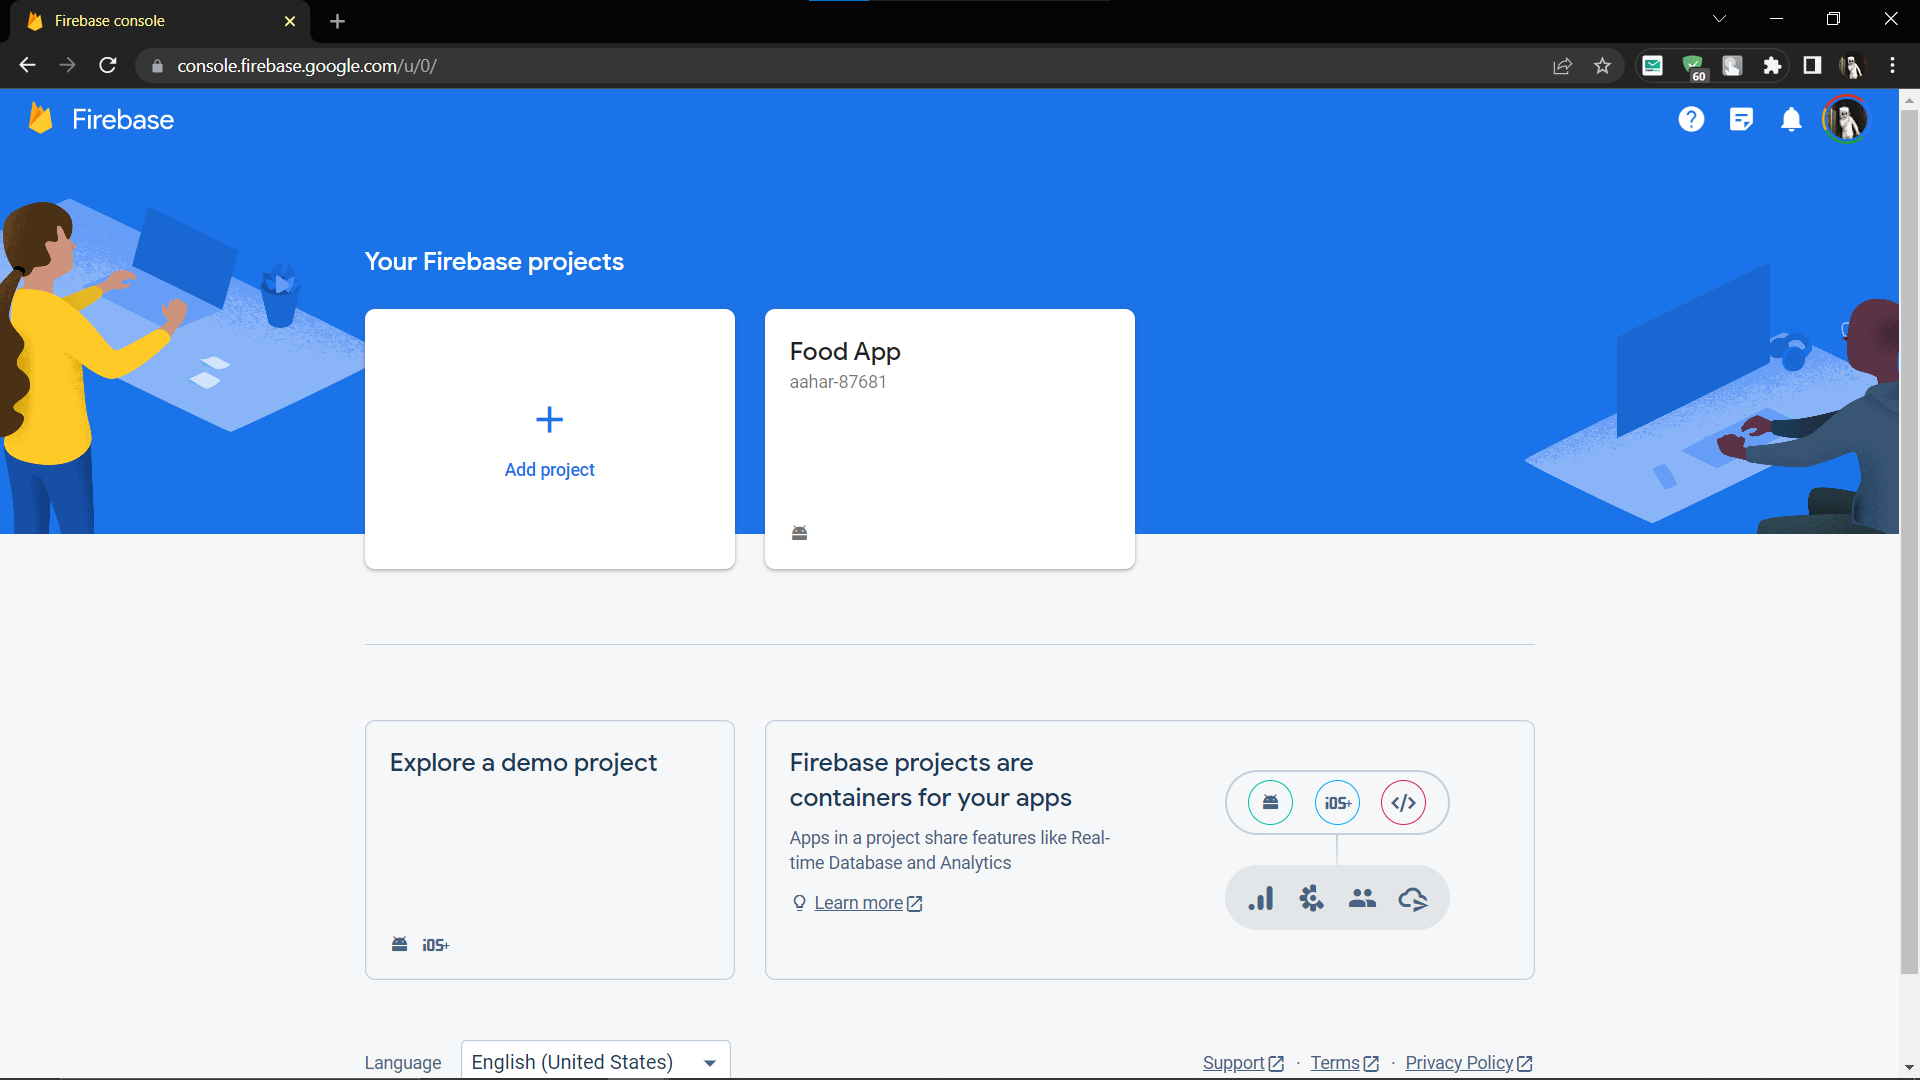 Firebase console
console.firebase.google.com/u/0/
60
Firebase
Your Firebase projects
Add project
Food App
aahar-87681
Explore a demo project
iOS+
Firebase projects are
containers for your apps
Apps in a project share features like Real-
time Database and Analytics
Learn more
iOS+
Language
English (United States)
Support · Terms · Privacy Policy